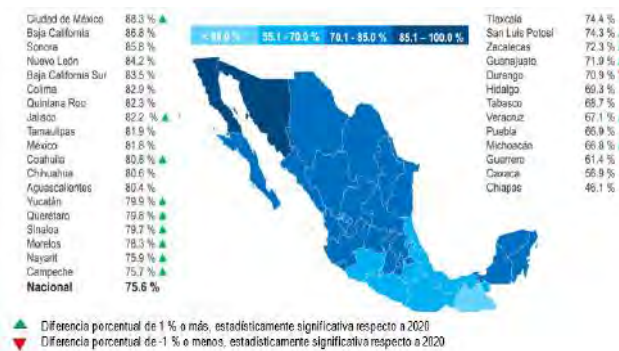 Ciudad de México 88.3 %
Baja California 86.8 %
Sonora 85.8 %
Nuevo León 84.2 %
Baja California Sur 83.5 %
Colima 82.9 %
Quintana Roo 82.3 %
Jalisco 82.2 %
Tamaulipas 81.9 %
México 81.8 %
Coahuila 80.8 %
Chihuahua 80.6 %
Aguascalientes 80.4 %
Yucatán 79.9 %
Querétaro 79.8 %
Sinaloa 79.7 %
Morelos 78.3 %
Nayarit 75.9 %
Campeche 75.7 %
Nacional 75.6 %
55.1 - 70.0 % 70.1 - 85.0 % 85.1 – 100.0 %
Tlaxcala 74.4 %
San Luis Potosí 74.3 %
Zacatecas 72.3 %
Guanajuato 71.9 %
Durango 70.9 %
Hidalgo 69.3 %
Tabasco 68.7 %
Veracruz 67.1 %
Puebla 66.9 %
Michoacán 66.8 %
Guerrero 61.4 %
Oaxaca 56.9 %
Chiapas 46.1 %
Diferencia porcentual de 1 % o más, estadísticamente significativa respecto a 2020
Diferencia porcentual de -1 % o menos, estadísticamente significativa respecto a 2020